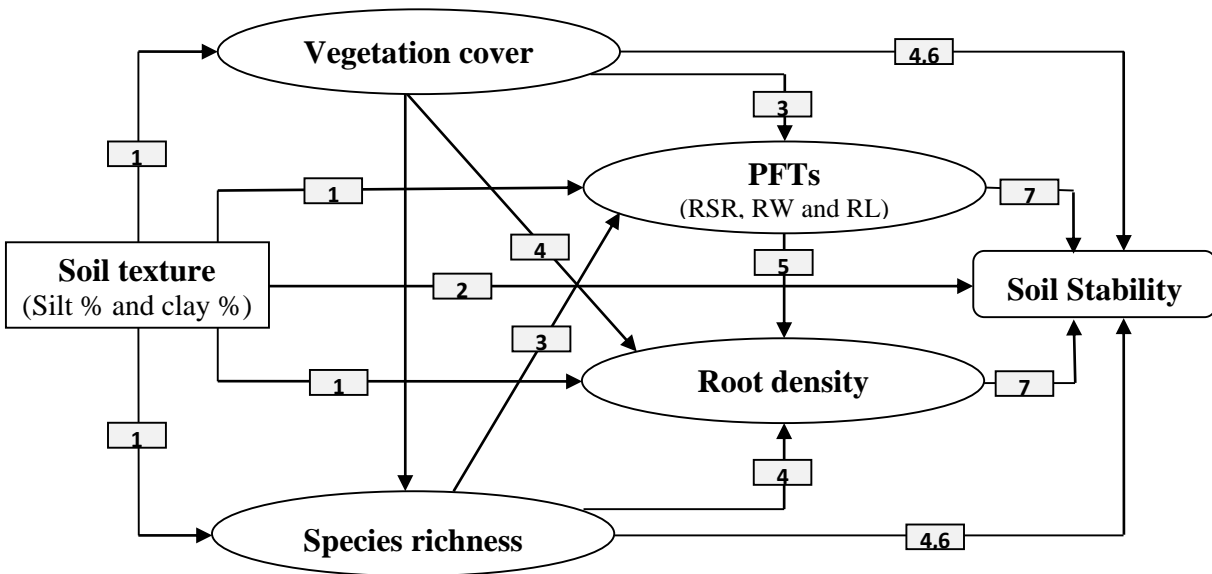 Vegetation cover
4,6
3
1
PFTs
(RSR, RW and RL)
1
7
4
5
Soil texture
(Silt % and clay %)
2
Soil Stability
3
1
Root density
7
1
4
Species richness
4,6